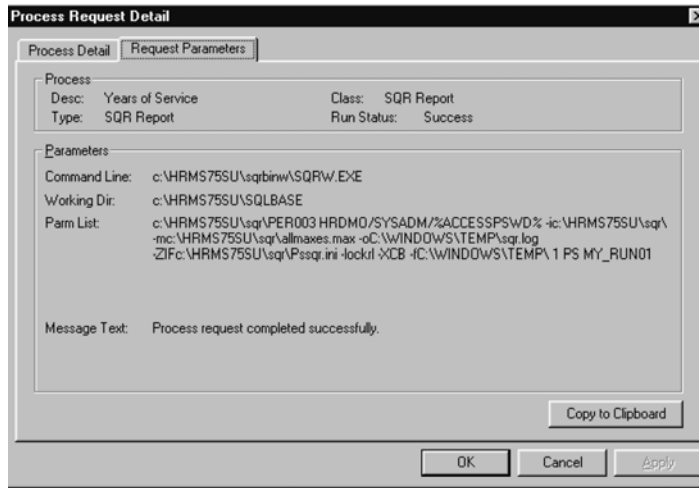 Process Request Detail
Process Detail Request Parameters
Process
Desc: Years of Service Class: SQR Report
Type: SQR Report Run Status: Success
Parameters
Command Line: c:\HRMS75SU\sqrbinw\SQRW.EXE
Working Dir: c:\HRMS75SU\SQLBASE
Parm List: c:\HRMS75SU\sqr\PER003 HRDMO/SYSADM/%ACCESSPSWD% -ic:\HRMS75SU\sqr\
-mc:\HRMS75SU\sqr\allmaxes.max -oC:\WINDOWS\TEMP\sqr.log
-ZIFc:\HRMS75SU\sqr\Pssqr.ini -lockrl -XCB -fC:\WINDOWS\TEMP\ 1 PS MY_RUN01
Message Text: Process request completed successfully.
Copy to Clipboard
OK Cancel Apply